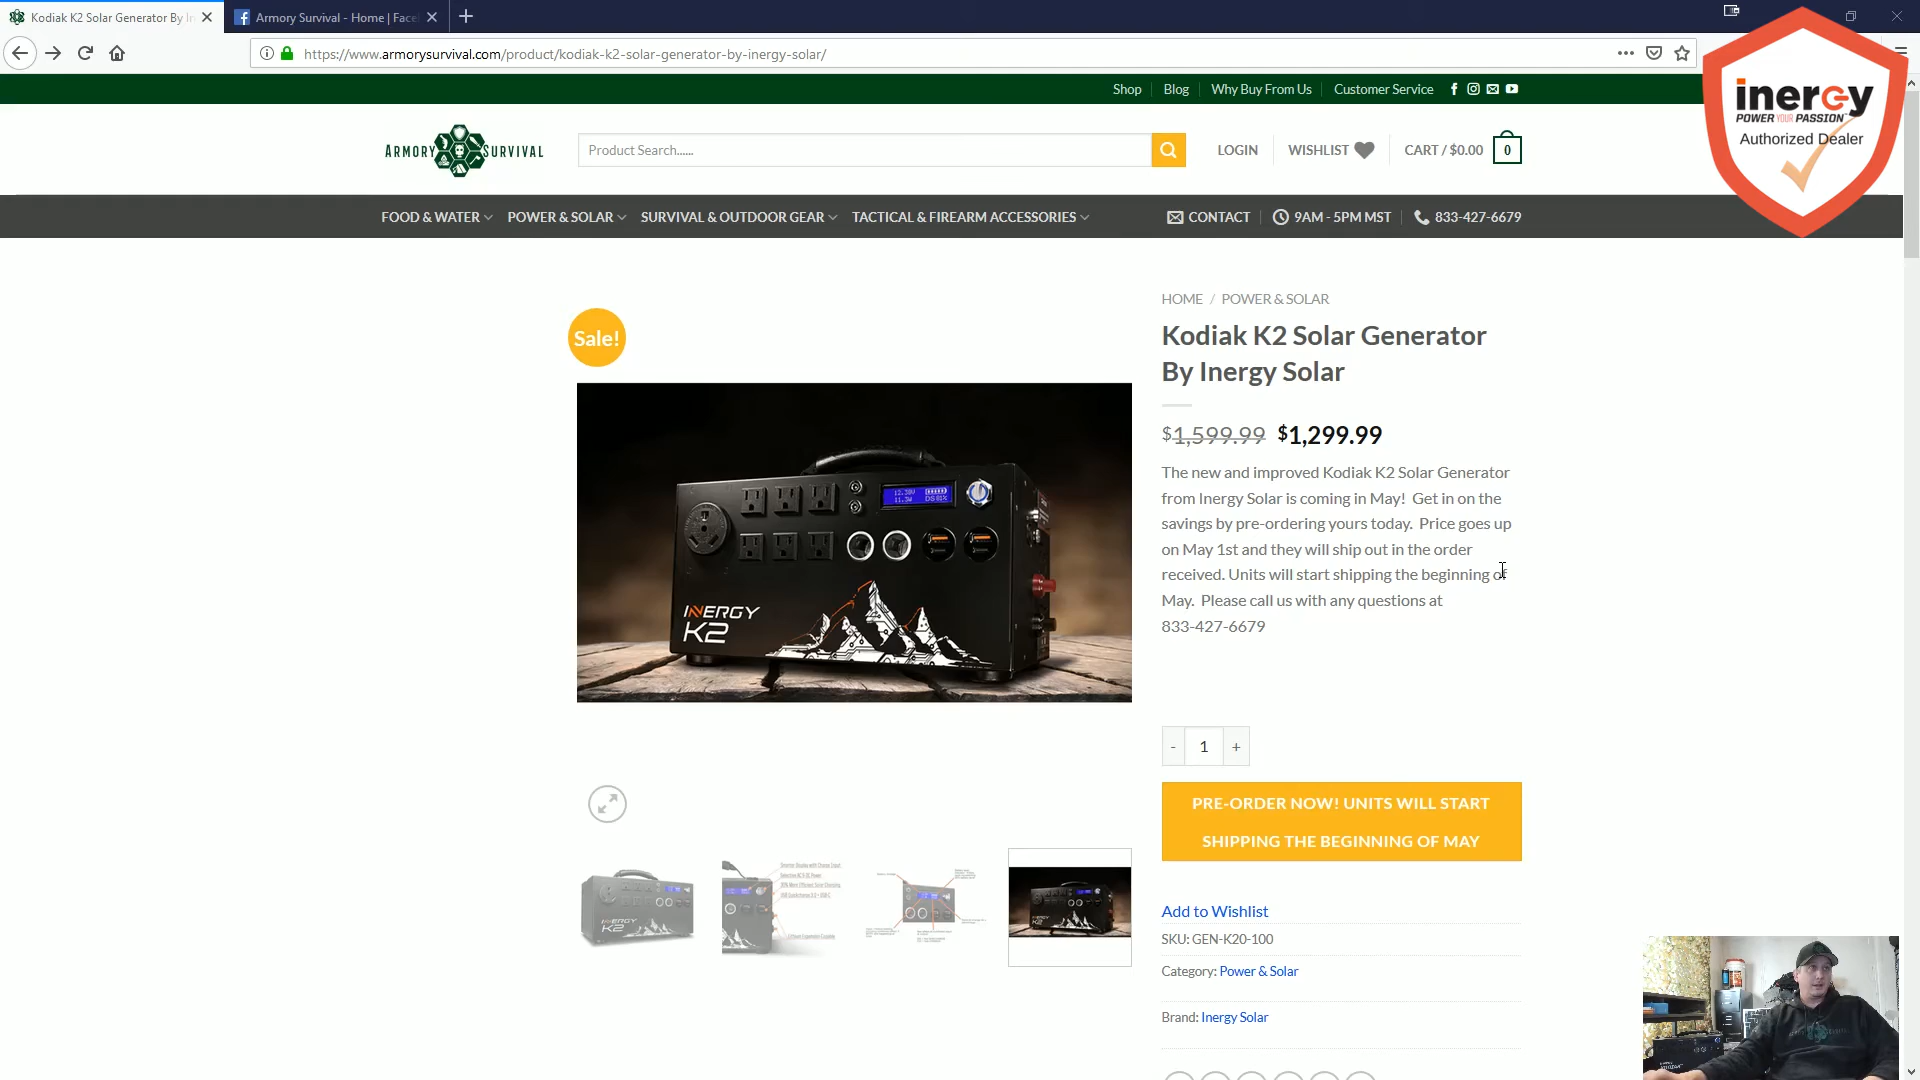 Kodiak K2 Solar Generator By In
Armory Survival - Home | Face
https://www.armorysurvival.com/product/kodiak-k2-solar-generator-by-inergy-solar/
inergy
POWER YOUR PASSION
Authorized Dealer
Shop
Blog
Why Buy From Us
Customer Service
ARMORY SURVIVAL
Product Search......
LOGIN
WISHLIST
CART / $0.00
0
FOOD & WATER
POWER & SOLAR
SURVIVAL & OUTDOOR GEAR
TACTICAL & FIREARM ACCESSORIES
CONTACT
9AM - 5PM MST
833-427-6679
HOME / POWER & SOLAR
Sale!
Kodiak K2 Solar Generator
By Inergy Solar
$1,599.99 $1,299.99
The new and improved Kodiak K2 Solar Generator
from Inergy Solar is coming in May! Get in on the
savings by pre-ordering yours today. Price goes up
on May 1st and they will ship out in the order
received. Units will start shipping the beginning of
May. Please call us with any questions at
833-427-6679
INERGY
K2
- 1 +
PRE-ORDER NOW! UNITS WILL START
SHIPPING THE BEGINNING OF MAY
Add to Wishlist
SKU: GEN-K20-100
Category: Power & Solar
Brand: Inergy Solar
INERGY
K2